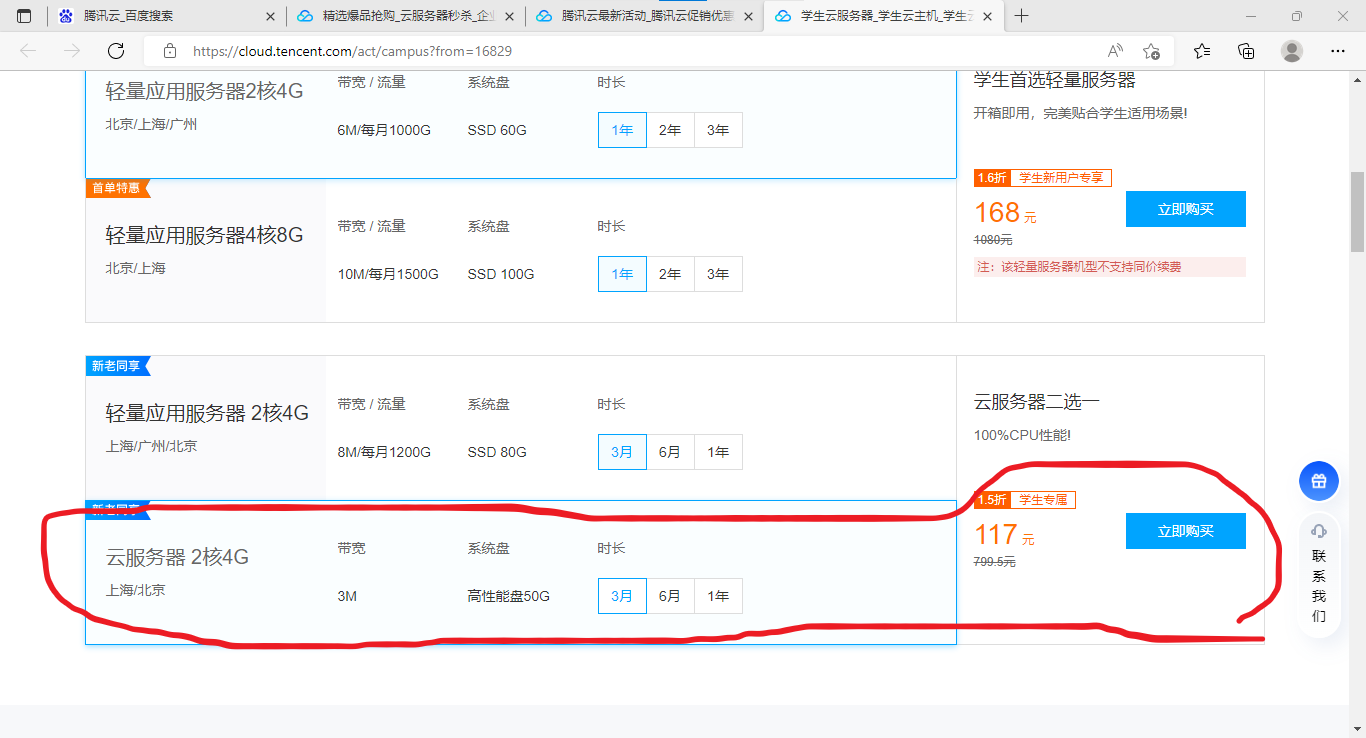 腾讯云_百度搜索
精选爆品抢购_云服务器秒杀_企业
腾讯云最新活动_腾讯云促销优惠
学生云服务器_学生云主机_学生云
https://cloud.tencent.com/act/campus?from=16829
轻量应用服务器2核4G
北京/上海/广州
带宽 / 流量
系统盘
时长
6M/每月1000G
SSD 60G
1年
2年
3年
学生首选轻量服务器
开箱即用，完美贴合学生适用场景!
1.6折 学生新用户专享
168 元
1080元
立即购买
注：该轻量服务器机型不支持同价续费
首单特惠
轻量应用服务器4核8G
北京/上海
带宽 / 流量
系统盘
时长
10M/每月1500G
SSD 100G
1年
2年
3年
新老同享
轻量应用服务器 2核4G
上海/广州/北京
带宽 / 流量
系统盘
时长
8M/每月1200G
SSD 80G
3月
6月
1年
云服务器二选一
100%CPU性能!
1.5折 学生专属
117 元
799.5元
立即购买
新老同享
云服务器 2核4G
上海/北京
带宽
系统盘
时长
3M
高性能盘50G
3月
6月
1年
联
系
我
们